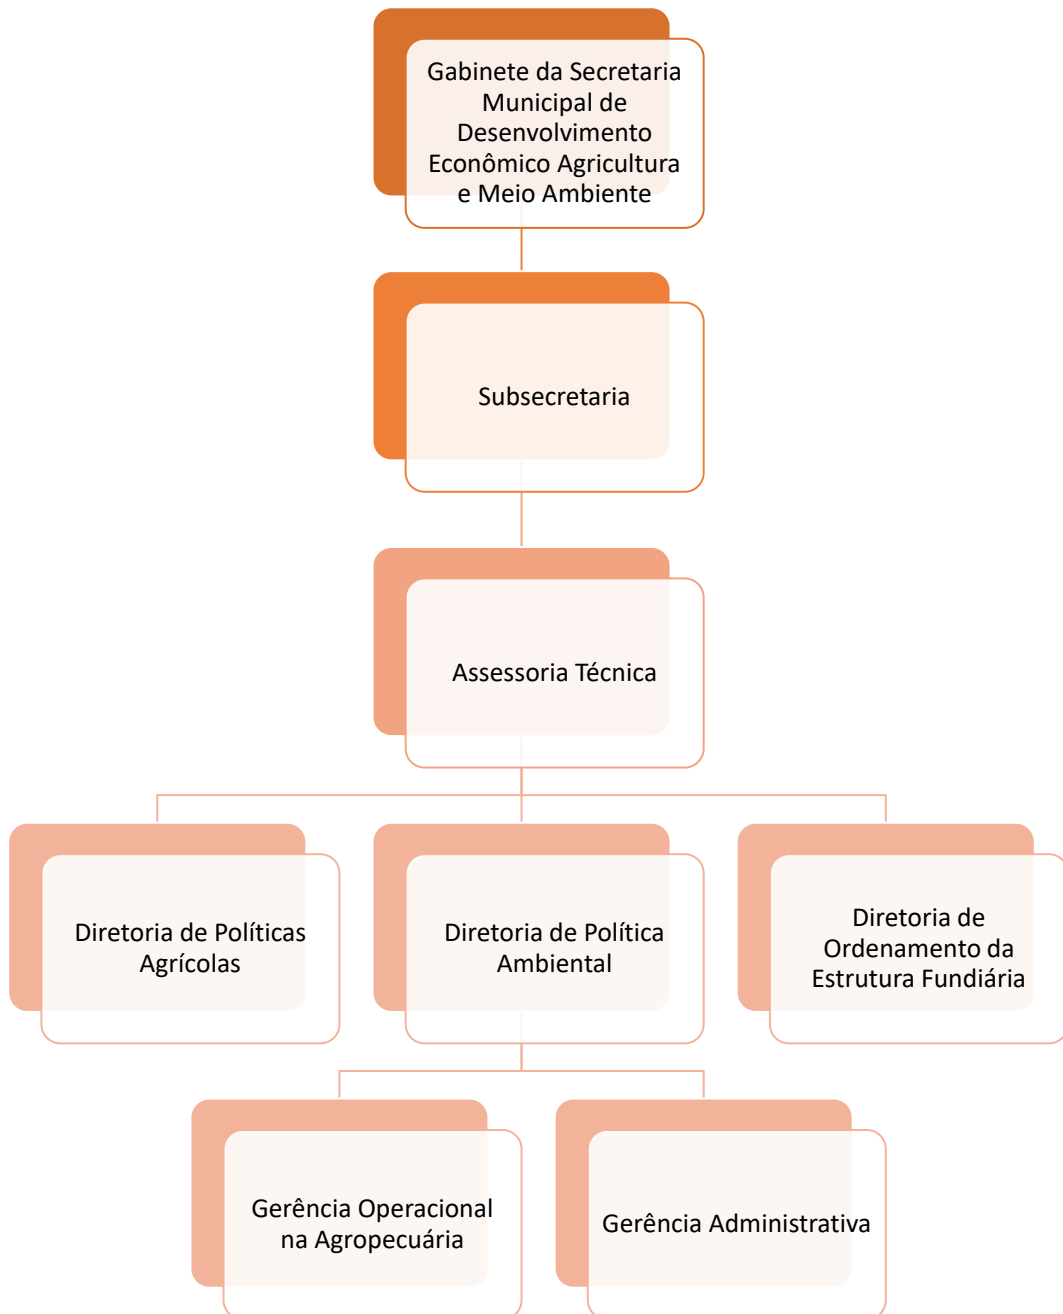 Gabinete da Secretaria
Municipal de
Desenvolvimento
Econômico Agricultura
e Meio Ambiente
Subsecretaria
Assessoria Técnica
Diretoria de Políticas
Agrícolas
Diretoria de Política
Ambiental
Diretoria de
Ordenamento da
Estrutura Fundiária
Gerência Operacional
na Agropecuária
Gerência Administrativa